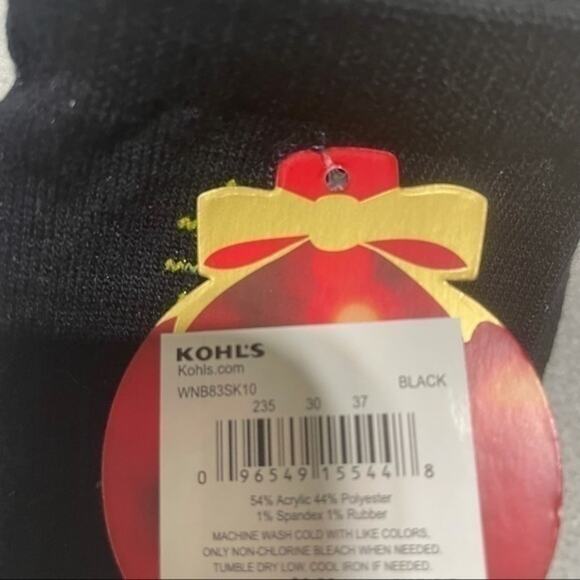 KOHL'S
Kohls.com
WNB83SK10 BLACK
235 30 37
0 96549 15544 8
54% Acrylic 44% Polyester
1% Spandex 1% Rubber
MACHINE WASH COLD WITH LIKE COLORS,
ONLY NON-CHLORINE BLEACH WHEN NEEDED.
TUMBLE DRY LOW, COOL IRON IF NEEDED.